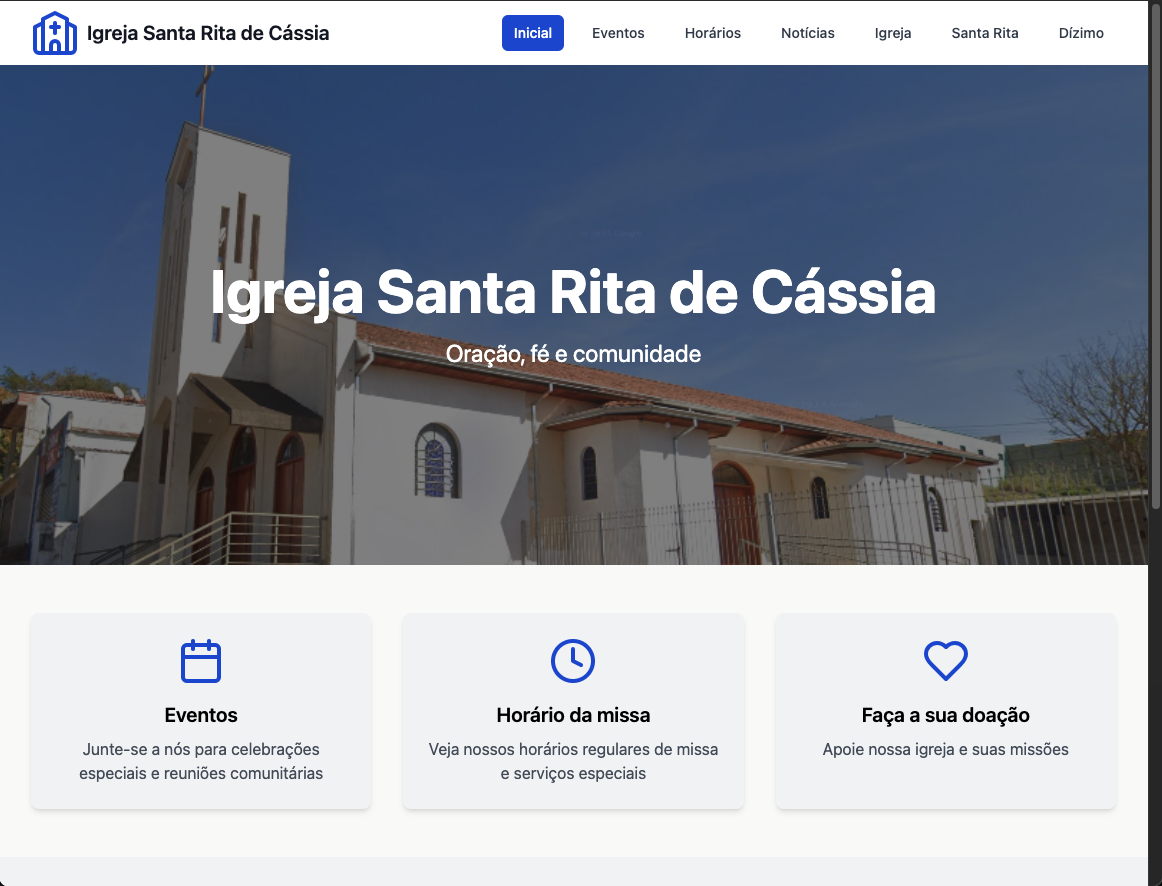 Igreja Santa Rita de Cássia
Inicial
Eventos
Horários
Notícias
Igreja
Santa Rita
Dízimo
Igreja Santa Rita de Cássia
Oração, fé e comunidade
Eventos
Junte-se a nós para celebrações
especiais e reuniões comunitárias
Horário da missa
Veja nossos horários regulares de missa
e serviços especiais
Faça a sua doação
Apoie nossa igreja e suas missões